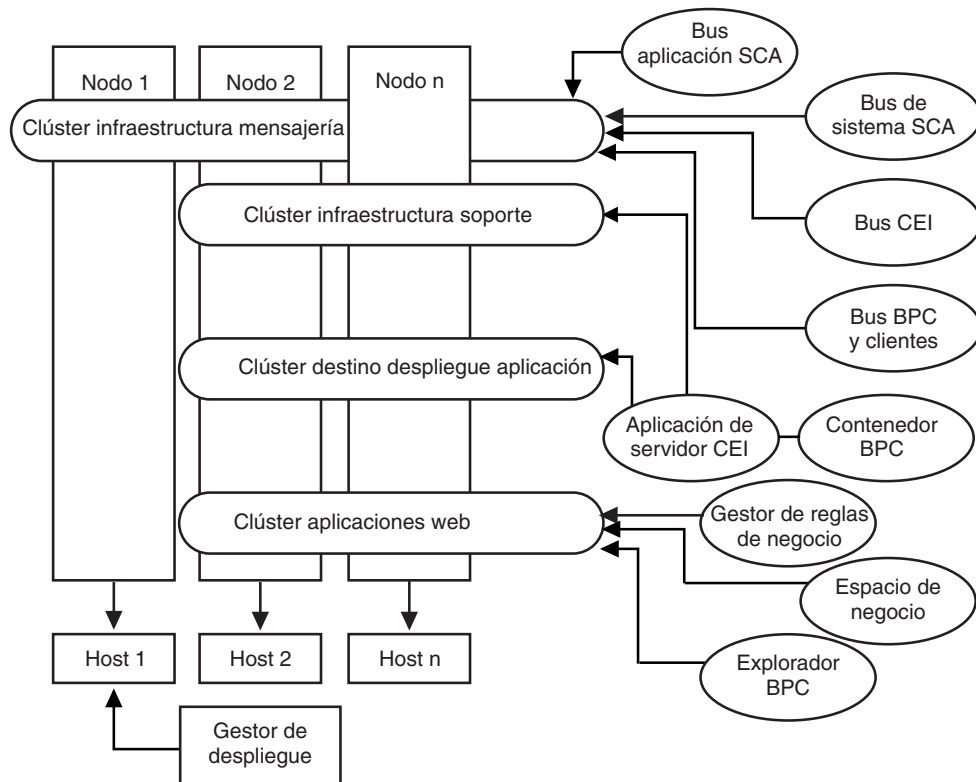 Bus
aplicación SCA
Nodo 1
Nodo 2
Nodo n
Clúster infraestructura mensajería
Bus de
sistema SCA
Clúster infraestructura soporte
Bus CEI
Bus BPC
y clientes
Clúster destino despliegue aplicación
Aplicación de
servidor CEI
Contenedor
BPC
Clúster aplicaciones web
Gestor de reglas
de negocio
Espacio de
negocio
Host 1
Host 2
Host n
Explorador
BPC
Gestor de
despliegue